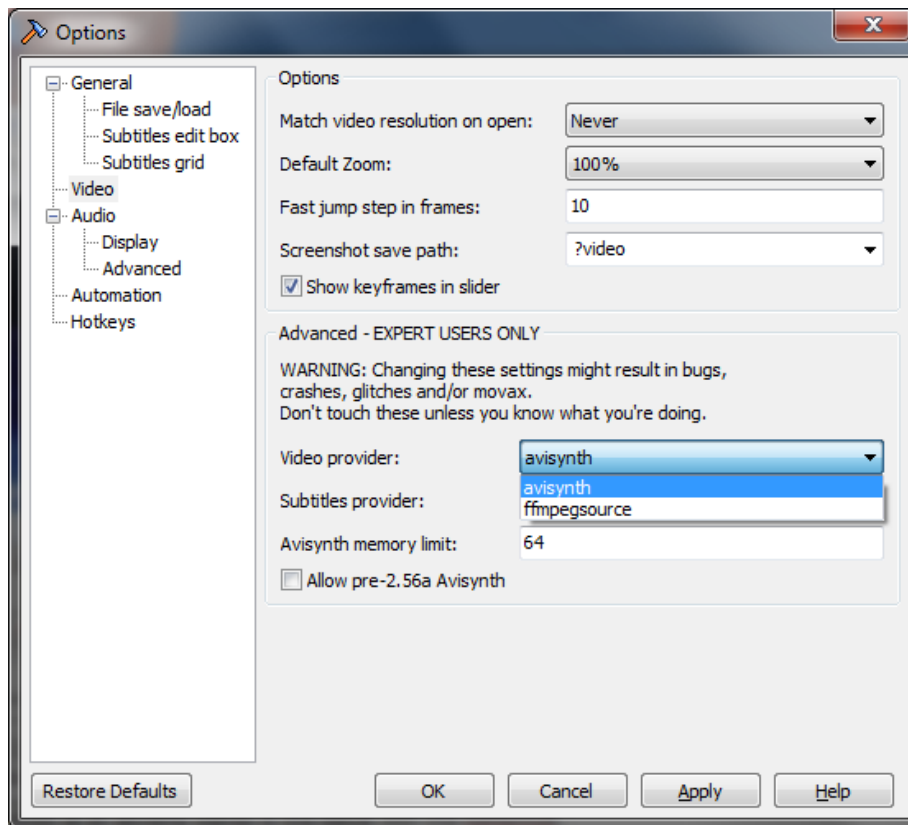 Options
General
File save/load
Subtitles edit box
Subtitles grid
Video
Audio
Display
Advanced
Automation
Hotkeys
Options
Match video resolution on open: Never
Default Zoom: 100%
Fast jump step in frames: 10
Screenshot save path: ?video
Show keyframes in slider
Advanced - EXPERT USERS ONLY
WARNING: Changing these settings might result in bugs,
crashes, glitches and/or movax.
Don't touch these unless you know what you're doing.
Video provider: avisynth
avisynth
Subtitles provider: ffmpegsource
Avisynth memory limit: 64
Allow pre-2.56a Avisynth
Restore Defaults OK Cancel Apply Help